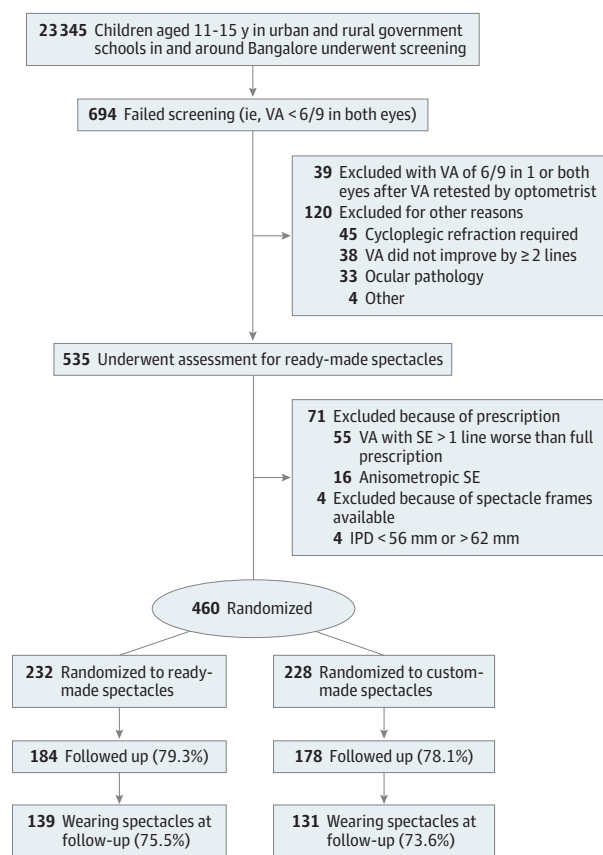 23345 Children aged 11-15 y in urban and rural government
schools in and around Bangalore underwent screening
694 Failed screening (ie, VA < 6/9 in both eyes)
39 Excluded with VA of 6/9 in 1 or both
eyes after VA retested by optometrist
120 Excluded for other reasons
45 Cycloplegic refraction required
38 VA did not improve by ≥ 2 lines
33 Ocular pathology
4 Other
535 Underwent assessment for ready-made spectacles
71 Excluded because of prescription
55 VA with SE > 1 line worse than full
prescription
16 Anisometropic SE
4 Excluded because of spectacle frames
available
4 IPD < 56 mm or > 62 mm
460 Randomized
232 Randomized to ready-
made spectacles
228 Randomized to custom-
made spectacles
184 Followed up (79.3%)
178 Followed up (78.1%)
139 Wearing spectacles at
follow-up (75.5%)
131 Wearing spectacles at
follow-up (73.6%)